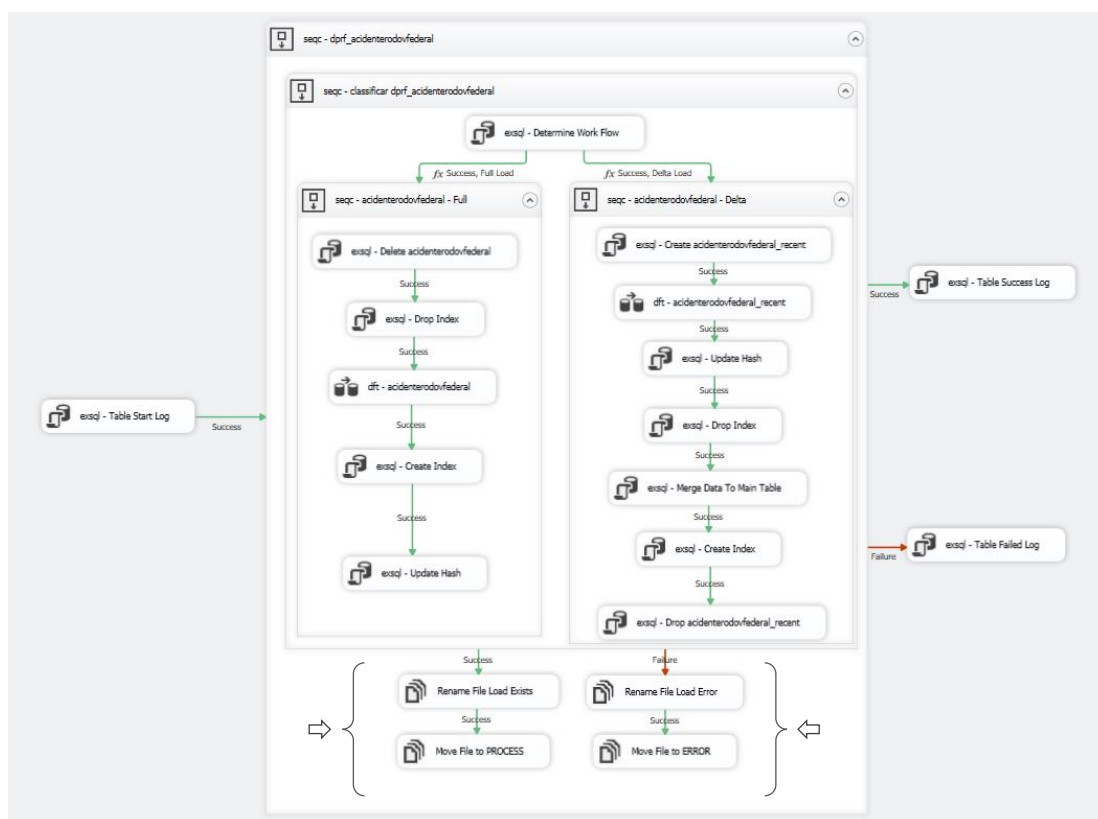 seqc - dprf_acidenterodovfederal
seqc - classificar dprf_acidenterodovfederal
exsql - Determine Work Flow
fx Success, Full Load
fx Success, Delta Load
seqc - acidenterodovfederal - Full
exsql - Delete acidenterodovfederal
Success
exsql - Drop Index
Success
dft - acidenterodovfederal
Success
exsql - Create Index
Success
exsql - Update Hash
seqc - acidenterodovfederal - Delta
exsql - Create acidenterodovfederal_recent
Success
dft - acidenterodovfederal_recent
Success
exsql - Update Hash
Success
exsql - Drop Index
Success
exsql - Merge Data To Main Table
Success
exsql - Create Index
Success
exsql - Drop acidenterodovfederal_recent
exsql - Table Start Log
Success
Success
exsql - Table Success Log
Failure
exsql - Table Failed Log
Success
Rename File Load Exists
Success
Move File to PROCESS
Failure
Rename File Load Error
Success
Move File to ERROR